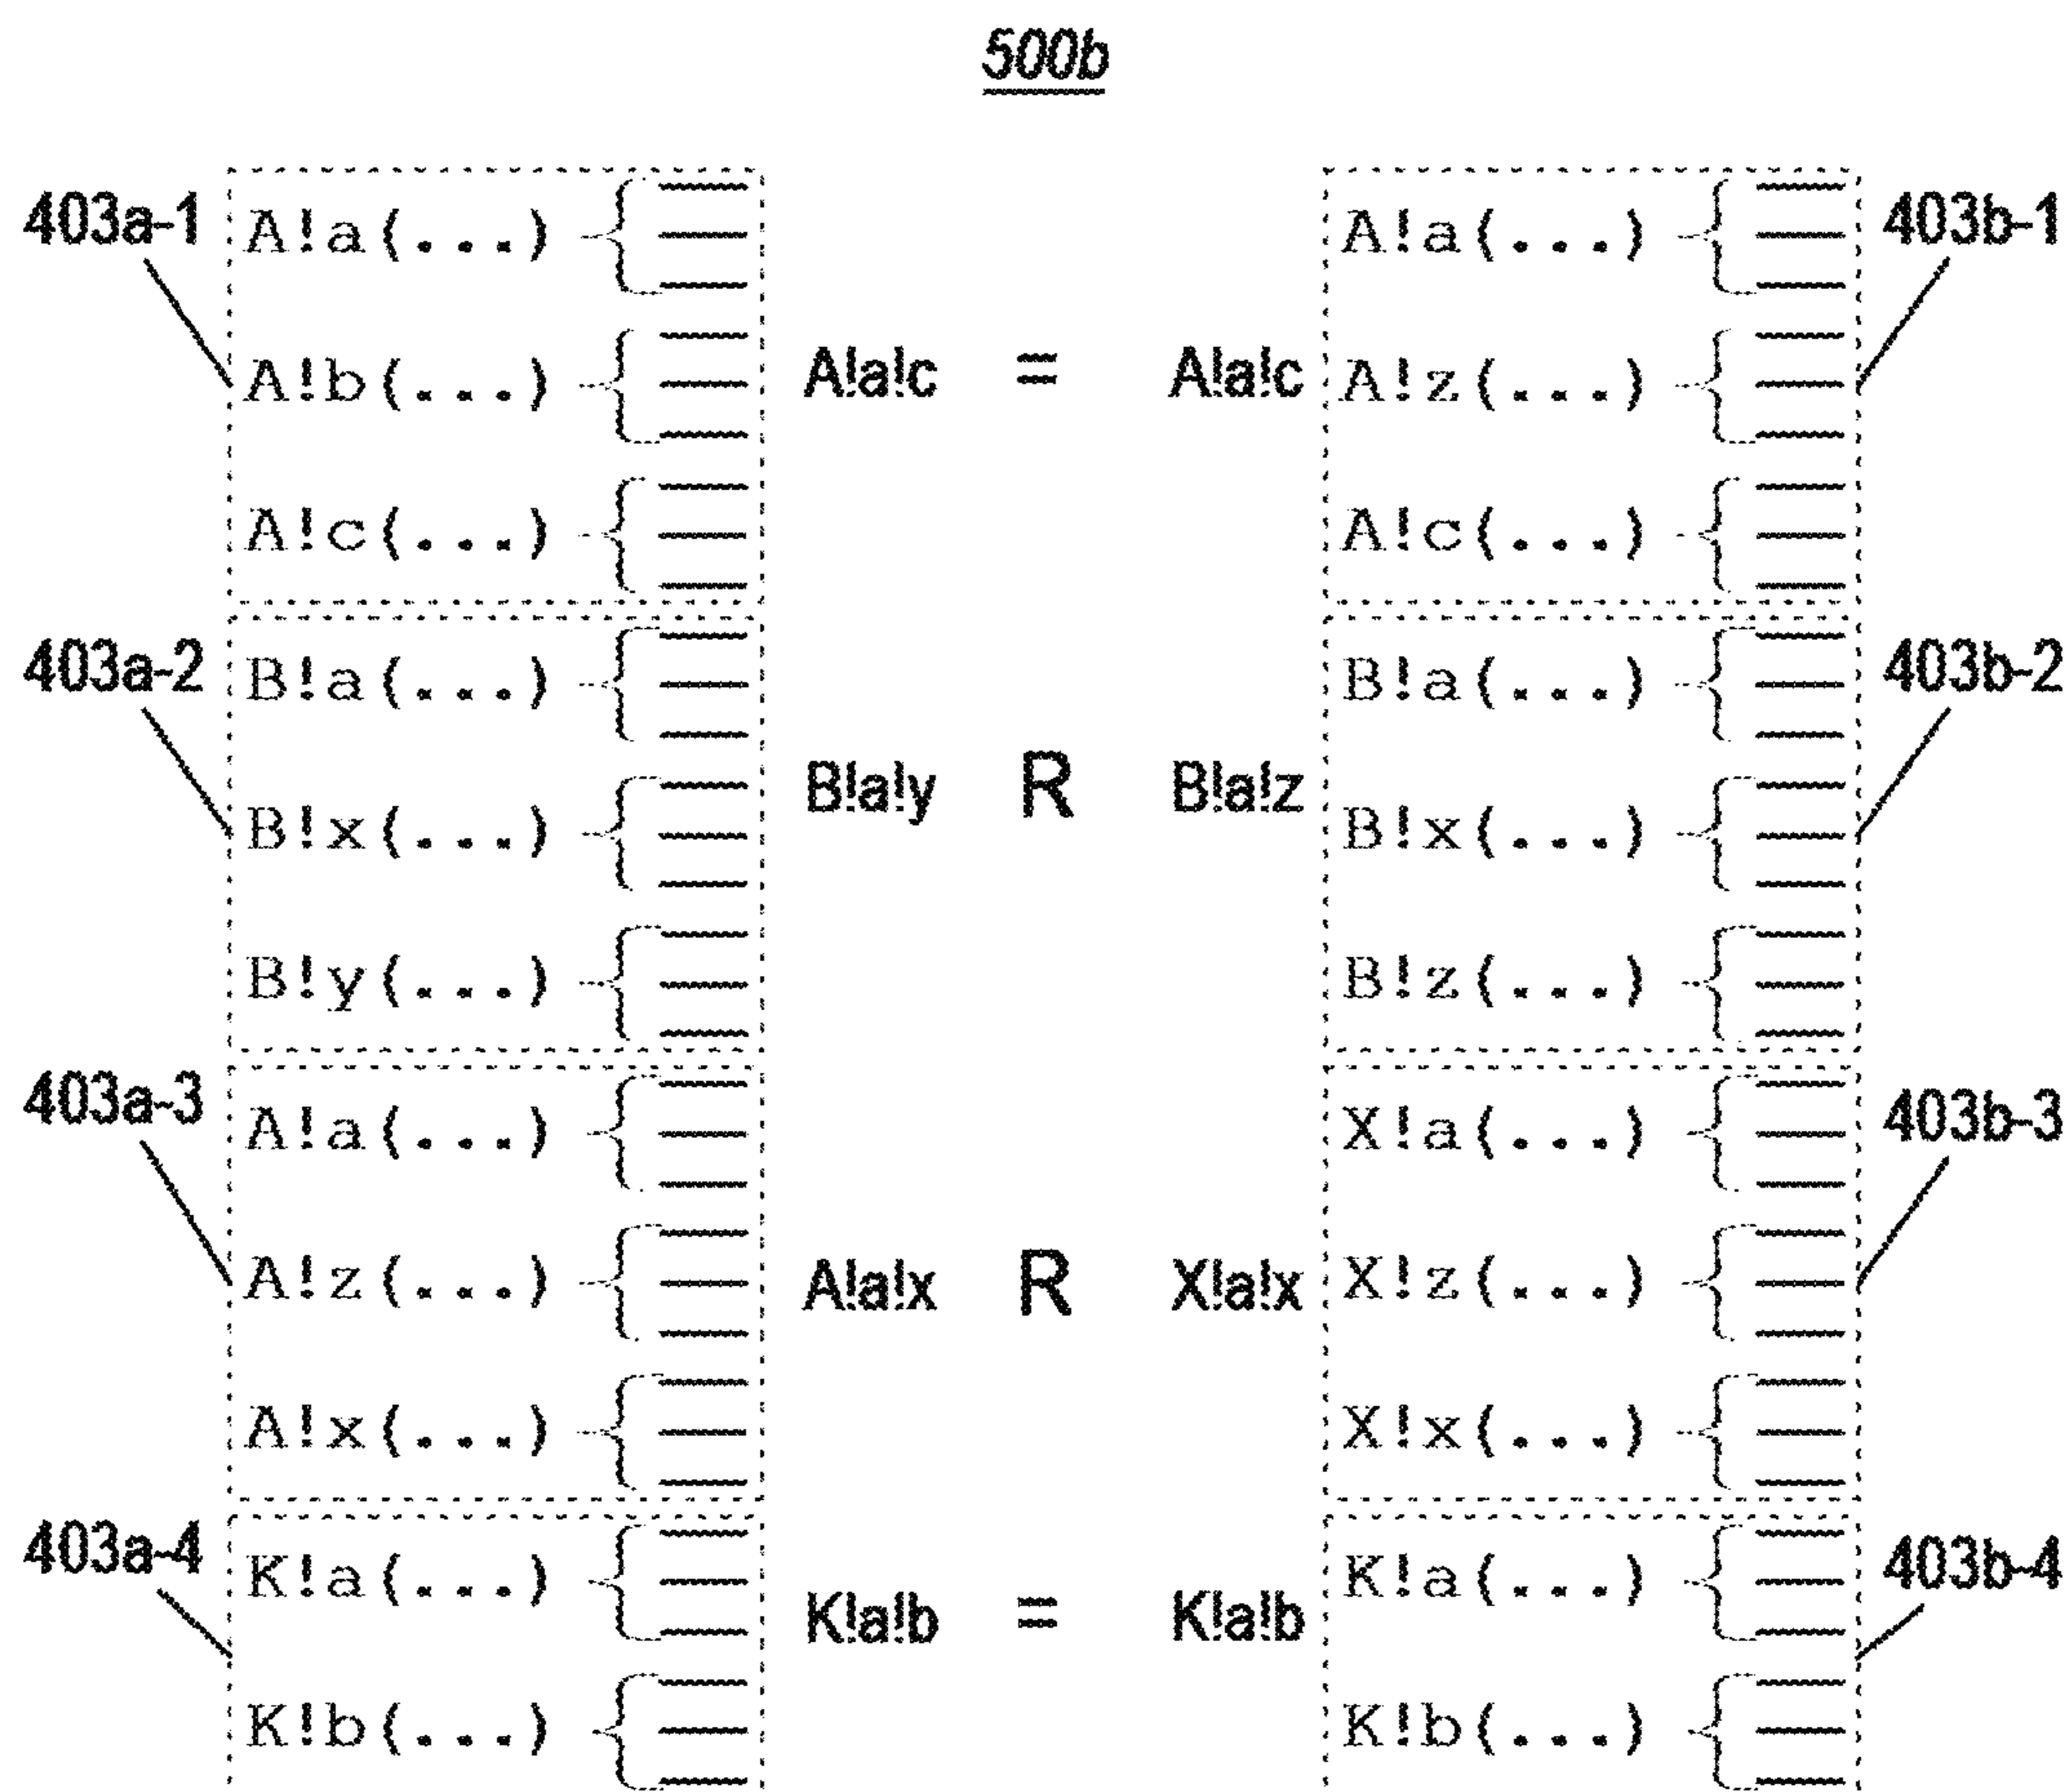 500b
403a-1 A!a(...) A!a(...) 403b-1
A!b(...) A!a!c = A!a!c A!z(...)
A!c(...) A!c(...)
403a-2 B!a(...) B!a(...) 403b-2
B!x(...) B!a!y R B!a!z B!x(...)
B!y(...) B!z(...)
403a-3 A!a(...) X!a(...) 403b-3
A!z(...) A!a!x R X!a!x X!z(...)
A!x(...) X!x(...)
403a-4 K!a(...) K!a!b = K!a!b K!a(...) 403b-4
K!b(...) K!b(...)